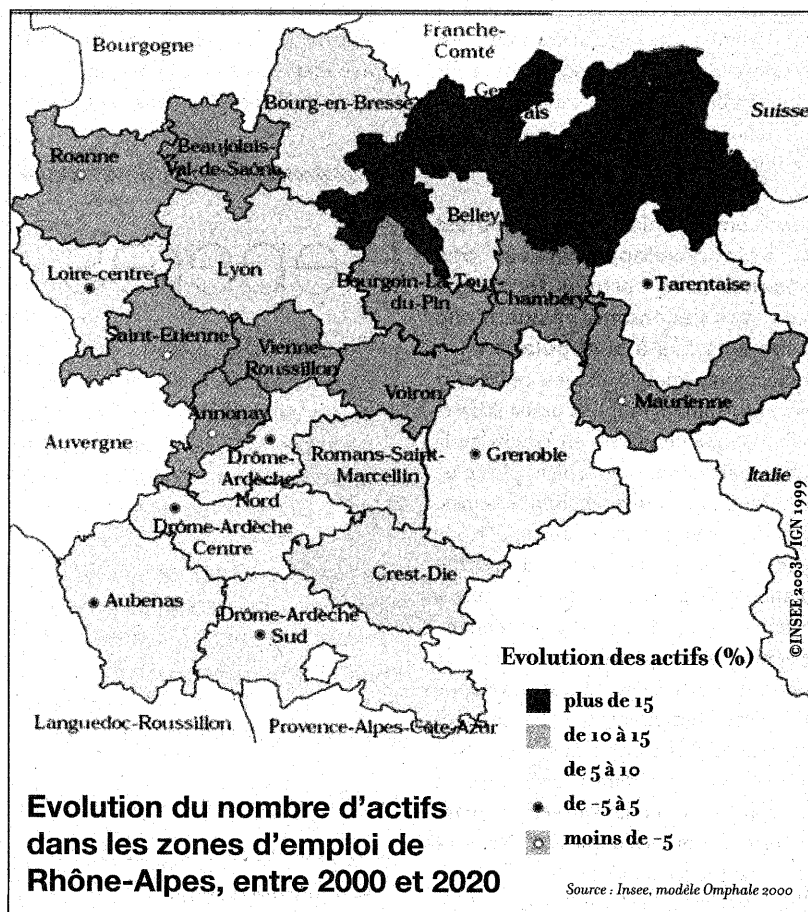 Bourgogne
Franche-
Comté
Bourg-en-Bresse
Suisse
Roanne
Beaujolais-
Val-de-Saône
Belley
Loire-centre
Lyon
Bourgoin-La-Tour-
du-Pin
Chambéry
Tarentaise
Saint-Etienne
Vienne-
Roussillon
Voiron
Maurienne
Annonay
Auvergne
Drôme-
Ardèche
Nord
Romans-Saint-
Marcellin
Grenoble
Italie
Drôme-Ardèche
Centre
Crest-Die
Aubenas
Drôme-Ardèche
Sud
©INSEE 2003 - IGN 1999
Languedoc-Roussillon
Provence-Alpes-Côte-Azur
Evolution des actifs (%)
plus de 15
de 10 à 15
de 5 à 10
de -5 à 5
moins de -5
Evolution du nombre d'actifs
dans les zones d'emploi de
Rhône-Alpes, entre 2000 et 2020
Source : Insee, modèle Omphale 2000